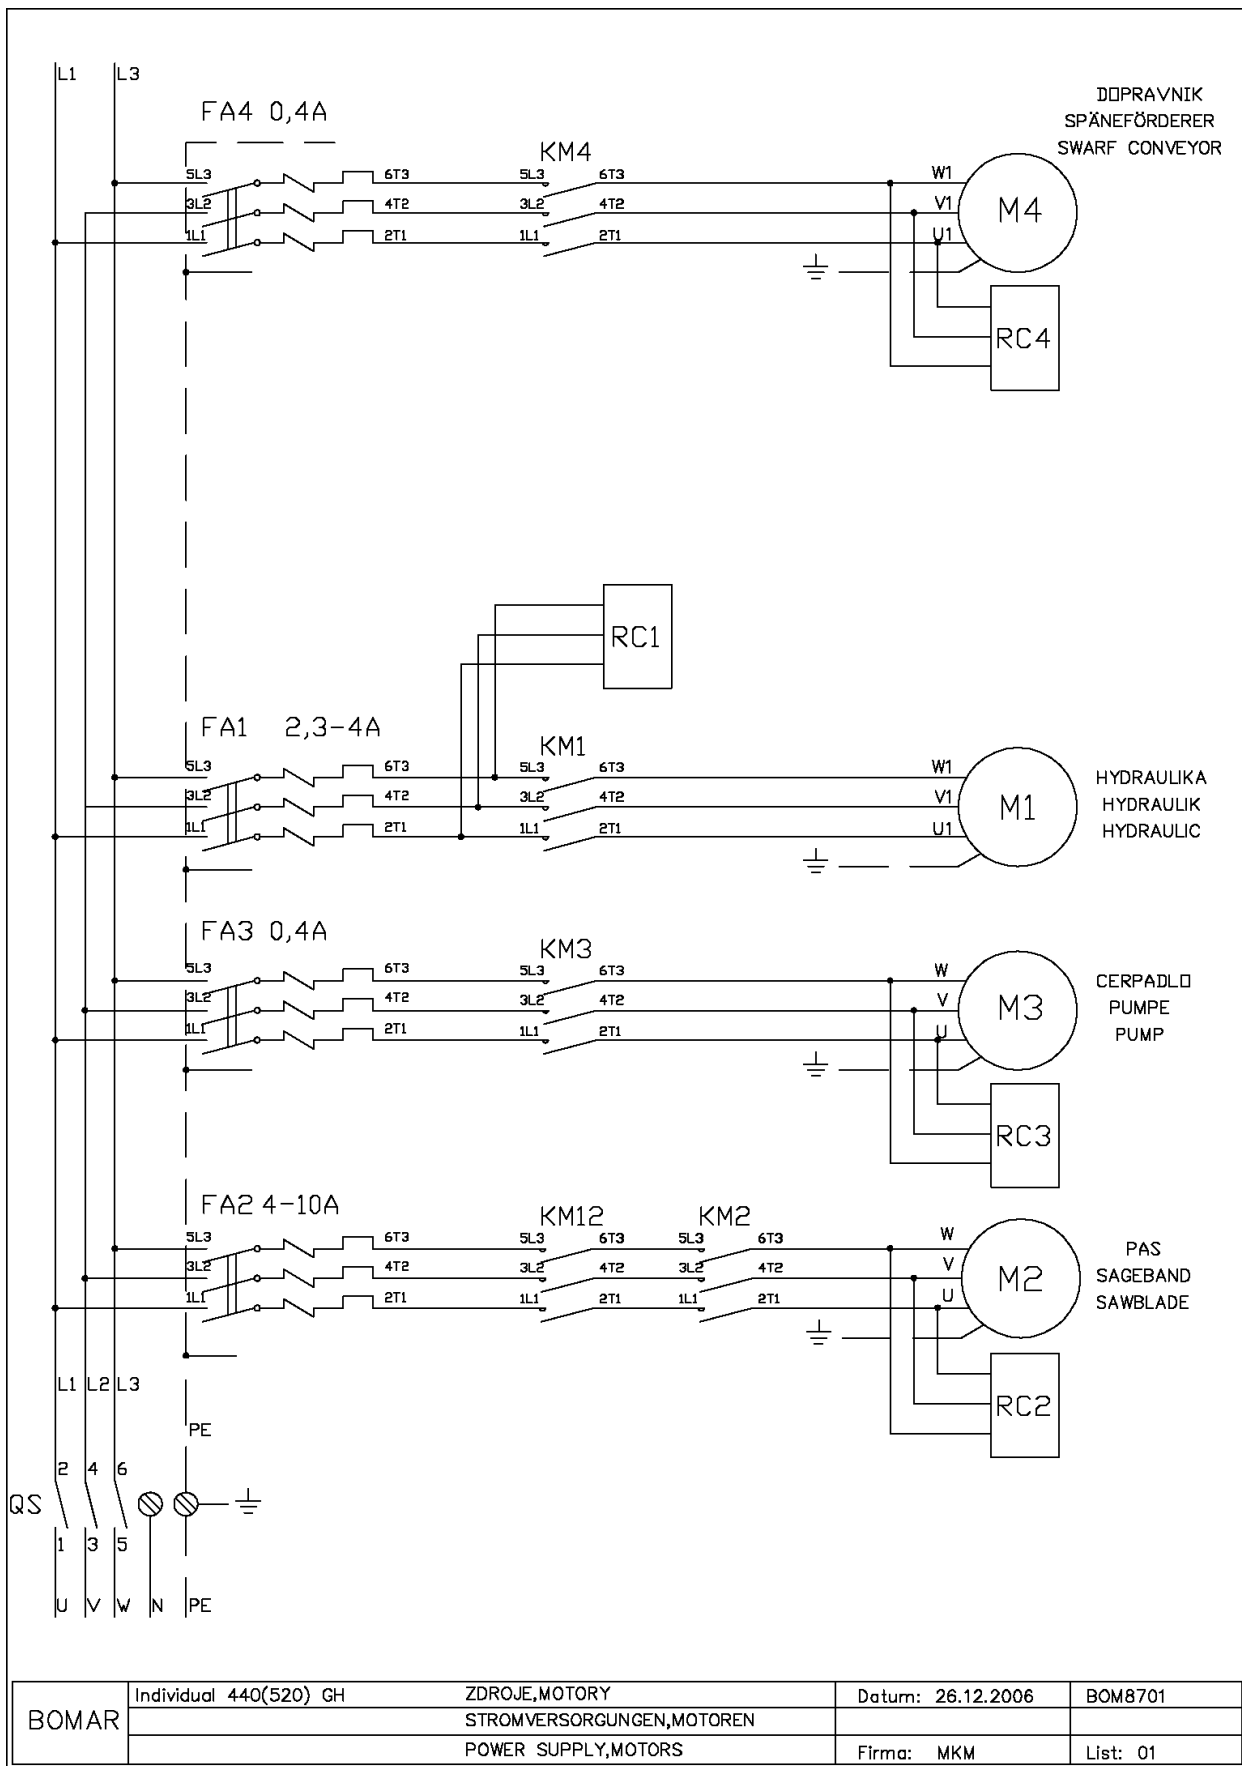 L1 L3
FA4 0,4A
DOPRAVNIK
SPÄNEFÖRDERER
SWARF CONVEYOR
KM4
5L3 6T3 5L3 6T3 W1
3L2 4T2 3L2 4T2 V1
1L1 2T1 1L1 2T1 U1
M4
RC4
RC1
FA1 2,3-4A
KM1
5L3 6T3 5L3 6T3 W1
3L2 4T2 3L2 4T2 V1
1L1 2T1 1L1 2T1 U1
M1
HYDRAULIKA
HYDRAULIK
HYDRAULIC
FA3 0,4A
KM3
5L3 6T3 5L3 6T3 W
3L2 4T2 3L2 4T2 V
1L1 2T1 1L1 2T1 U
M3
CERPADLO
PUMPE
PUMP
RC3
FA2 4-10A
KM12 KM2
5L3 6T3 5L3 6T3 5L3 6T3 W
3L2 4T2 3L2 4T2 3L2 4T2 V
1L1 2T1 1L1 2T1 1L1 2T1 U
M2
PAS
SAGEBAND
SAWBLADE
RC2
L1 L2 L3
PE
2 4 6
QS
1 3 5
U V W N PE
BOMAR
Individual 440(520) GH ZDROJE,MOTORY Datum: 26.12.2006 BOM8701
STROMVERSORGUNGEN,MOTOREN
POWER SUPPLY,MOTORS Firma: MKM List: 01